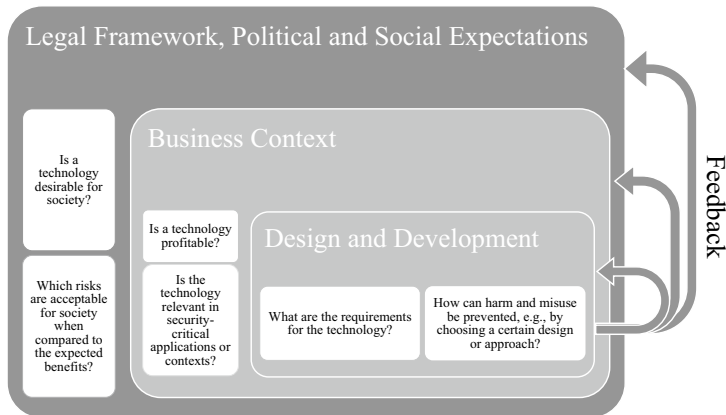 Legal Framework, Political and Social Expectations
Business Context
Is a
technology
desirable for
society?
Is a technology
profitable?
Design and Development
Feedback
Which risks
are acceptable
for society
when
compared to
the expected
benefits?
Is the
technology
relevant in
security-
critical
applications or
contexts?
What are the requirements
for the technology?
How can harm and misuse
be prevented, e.g., by
choosing a certain design
or approach?